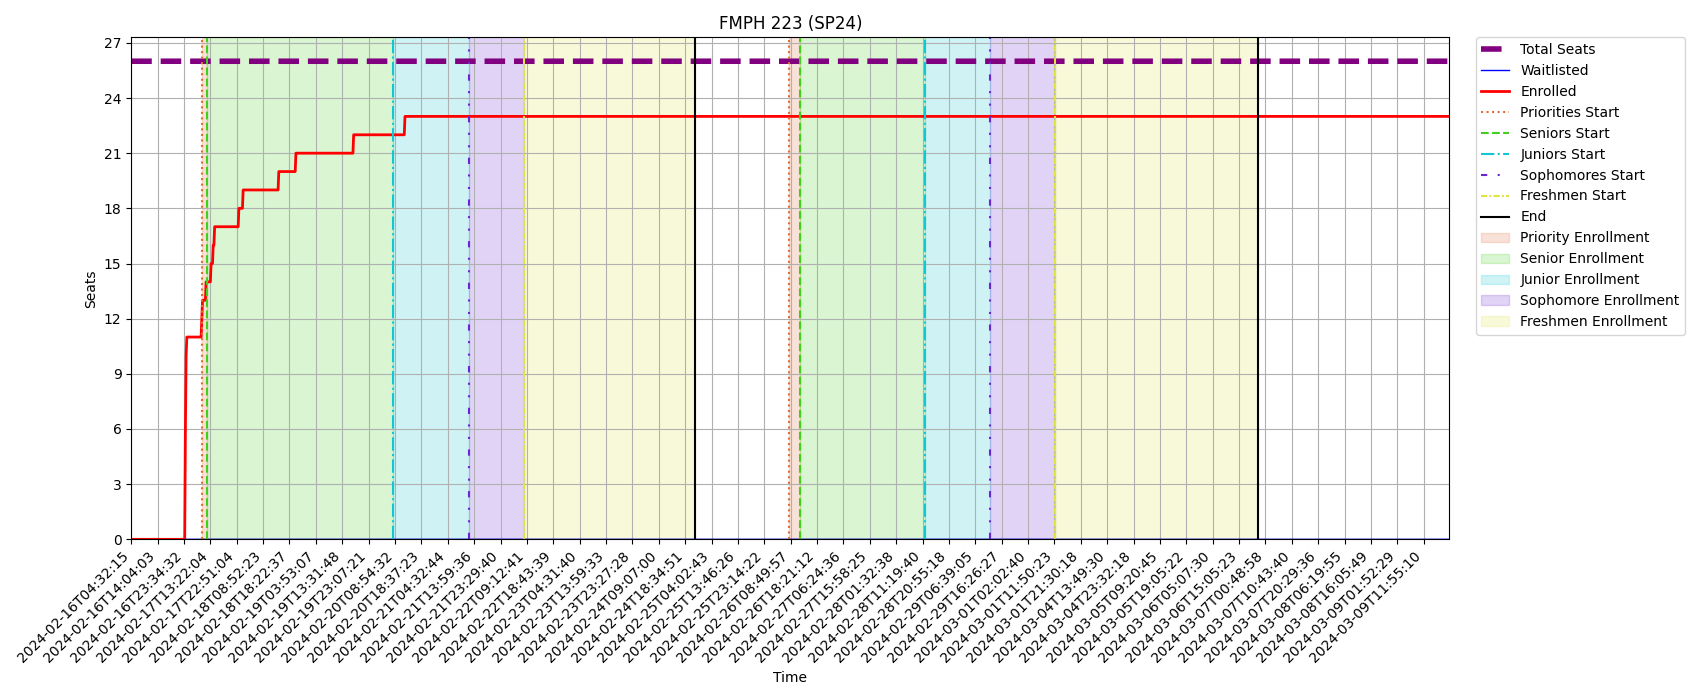 FMPH 223 (SP24)
Seats
27
24
21
18
15
12
9
6
3
0
2024-02-16T04:32:15
2024-02-16T14:04:03
2024-02-16T23:34:32
2024-02-17T13:22:04
2024-02-17T22:51:04
2024-02-18T08:52:23
2024-02-18T18:22:37
2024-02-19T03:53:07
2024-02-19T13:31:48
2024-02-19T23:07:21
2024-02-20T08:54:32
2024-02-20T18:37:23
2024-02-21T04:32:44
2024-02-21T13:59:36
2024-02-21T23:29:40
2024-02-22T09:12:41
2024-02-22T18:43:39
2024-02-23T04:31:40
2024-02-23T13:59:33
2024-02-23T23:27:28
2024-02-24T09:07:00
2024-02-24T18:34:51
2024-02-25T04:02:43
2024-02-25T13:46:26
2024-02-25T23:14:22
2024-02-26T08:49:57
2024-02-26T18:21:12
2024-02-27T06:24:36
2024-02-27T15:58:25
2024-02-28T01:32:38
2024-02-28T11:19:40
2024-02-28T20:55:18
2024-02-29T06:39:05
2024-02-29T16:26:27
2024-03-01T02:02:40
2024-03-01T11:50:23
2024-03-01T21:30:18
2024-03-04T13:49:30
2024-03-04T23:32:18
2024-03-05T09:20:45
2024-03-05T19:05:22
2024-03-06T05:07:30
2024-03-06T15:05:23
2024-03-07T00:48:58
2024-03-07T10:43:40
2024-03-07T20:29:36
2024-03-08T06:19:55
2024-03-08T16:05:49
2024-03-09T01:52:29
2024-03-09T11:55:10
Time
Total Seats
Waitlisted
Enrolled
Priorities Start
Seniors Start
Juniors Start
Sophomores Start
Freshmen Start
End
Priority Enrollment
Senior Enrollment
Junior Enrollment
Sophomore Enrollment
Freshmen Enrollment